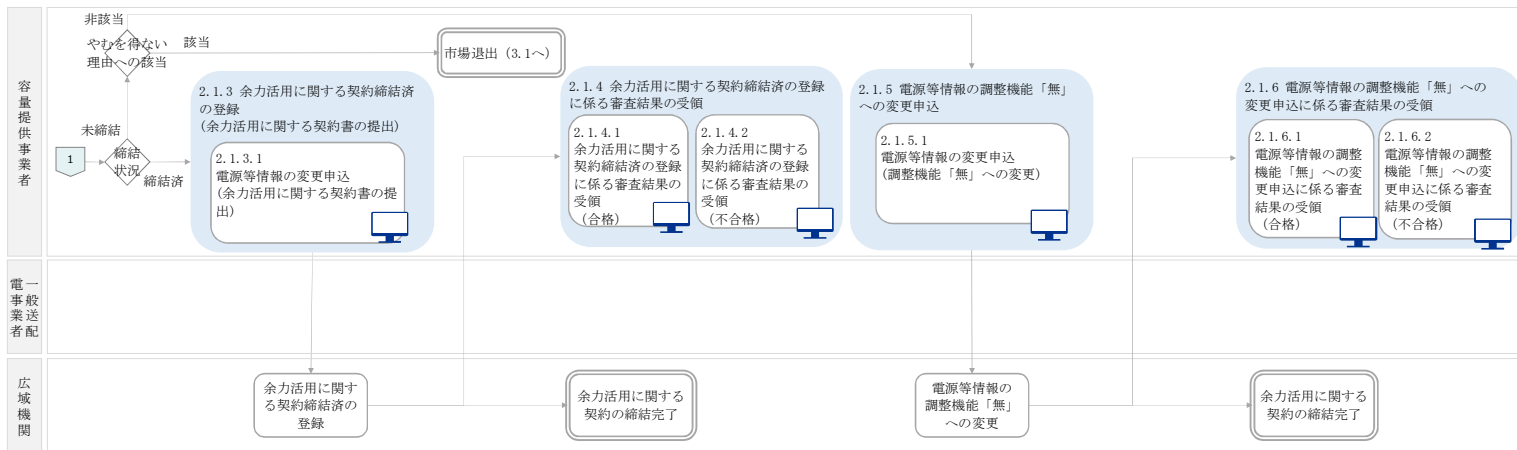 容量提供事業者
非該当
やむを得ない
理由への該当
該当
市場退出（3.1へ）
未締結
1
締結
状況
締結済
2.1.3 余力活用に関する契約締結済
の登録
(余力活用に関する契約書の提出)
2.1.3.1
電源等情報の変更申込
(余力活用に関する契約書の提
出)
2.1.4 余力活用に関する契約締結済の登録
に係る審査結果の受領
2.1.4.1
余力活用に関する
契約締結済の登録
に係る審査結果の
受領
（合格）
2.1.4.2
余力活用に関する
契約締結済の登録
に係る審査結果の
受領
（不合格）
2.1.5 電源等情報の調整機能「無」
への変更申込
2.1.5.1
電源等情報の変更申込
(調整機能「無」への変更)
2.1.6 電源等情報の調整機能「無」への
変更申込に係る審査結果の受領
2.1.6.1
電源等情報の調整
機能「無」への変
更申込に係る審査
結果の受領
（合格）
2.1.6.2
電源等情報の調整
機能「無」への変
更申込に係る審査
結果の受領
（不合格）
一般送配
電事業者
広域機関
余力活用に関す
る契約締結済の
登録
余力活用に関する
契約の締結完了
電源等情報の
調整機能「無」
への変更
余力活用に関する
契約の締結完了